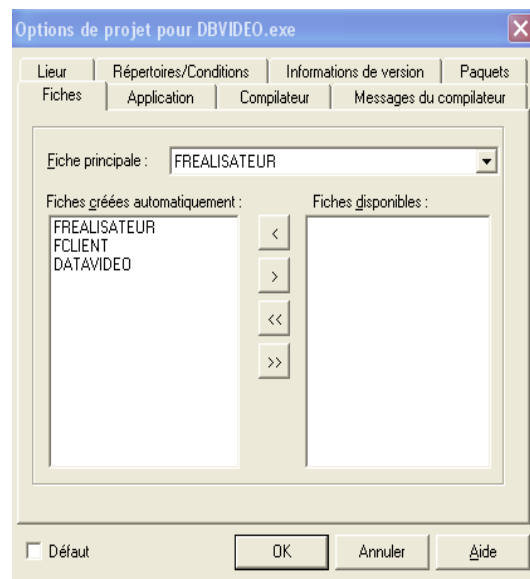 Options de projet pour DBVIDEO.exe
Lieur Répertoires/Conditions Informations de version Paquets
Fiches Application Compilateur Messages du compilateur
Fiche principale : FREALISATEUR
Fiches créées automatiquement : Fiches disponibles :
FREALISATEUR
FCLIENT
DATAVIDEO
<
>
<<
>>
Défaut OK Annuler Aide